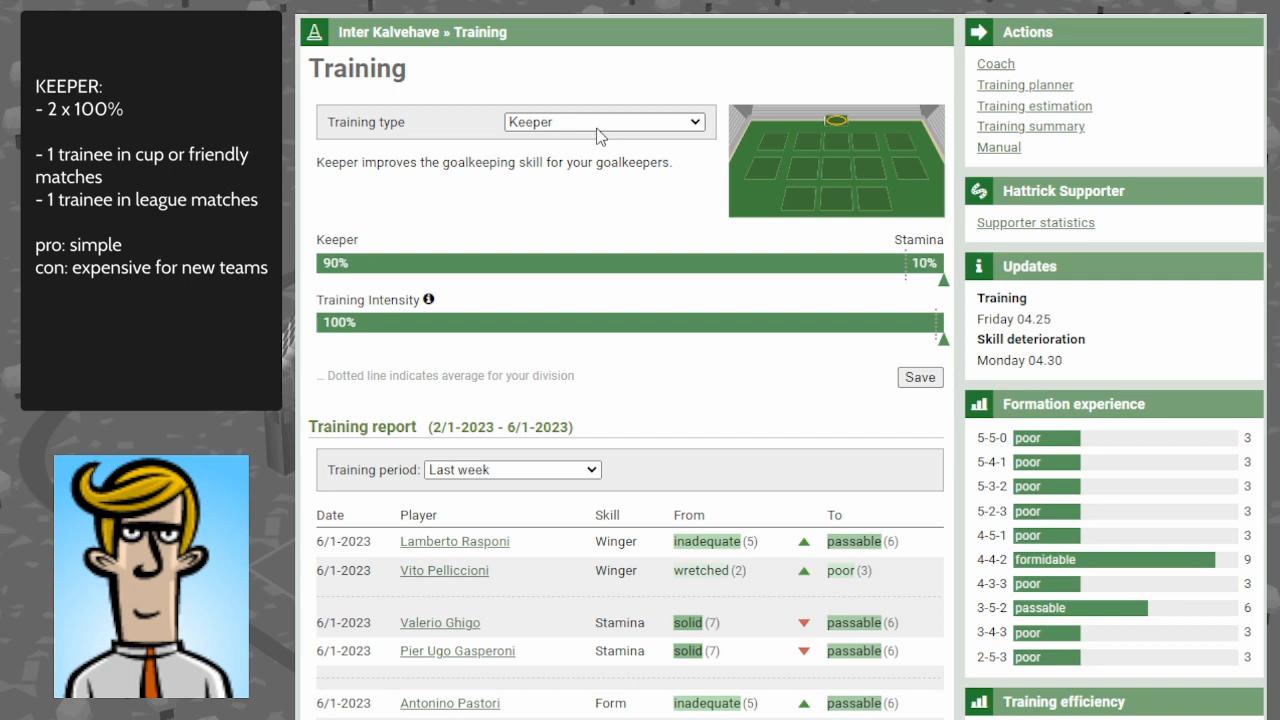 KEEPER:
- 2 x 100%
- 1 trainee in cup or friendly
matches
- 1 trainee in league matches
pro: simple
con: expensive for new teams
Inter Kalvehave » Training
Training
Training type
Keeper
Keeper improves the goalkeeping skill for your goalkeepers.
Keeper
Stamina
90%
10%
Training Intensity
100%
... Dotted line indicates average for your division
Save
Training report (2/1-2023 - 6/1-2023)
Training period: Last week
Date Player Skill From To
6/1-2023 Lamberto Rasponi Winger inadequate (5) passable (6)
6/1-2023 Vito Pelliccioni Winger wretched (2) poor (3)
6/1-2023 Valerio Ghigo Stamina solid (7) passable (6)
6/1-2023 Pier Ugo Gasperoni Stamina solid (7) passable (6)
6/1-2023 Antonino Pastori Form inadequate (5) passable (6)
Actions
Coach
Training planner
Training estimation
Training summary
Manual
Hattrick Supporter
Supporter statistics
Updates
Training
Friday 04.25
Skill deterioration
Monday 04.30
Formation experience
5-5-0 poor 3
5-4-1 poor 3
5-3-2 poor 3
5-2-3 poor 3
4-5-1 poor 3
4-4-2 formidable 9
4-3-3 poor 3
3-5-2 passable 6
3-4-3 poor 3
2-5-3 poor 3
Training efficiency